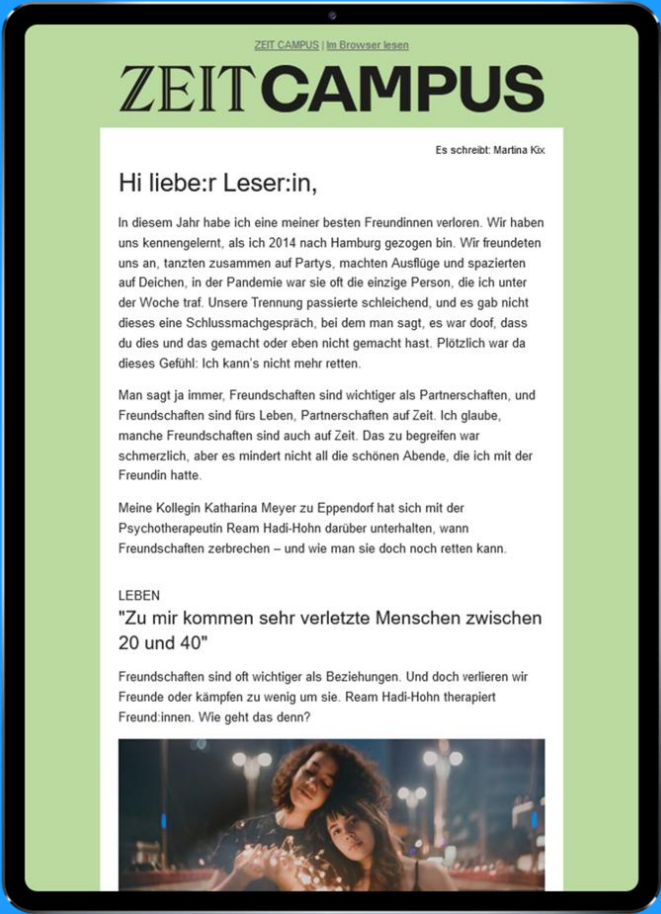 ZEIT CAMPUS | Im Browser lesen
ZEIT CAMPUS
Es schreibt: Martina Kix
Hi liebe:r Leser:in,
In diesem Jahr habe ich eine meiner besten Freundinnen verloren. Wir haben
uns kennengelernt, als ich 2014 nach Hamburg gezogen bin. Wir freundeten
uns an, tanzten zusammen auf Partys, machten Ausflüge und spazierten
auf Deichen, in der Pandemie war sie oft die einzige Person, die ich unter
der Woche traf. Unsere Trennung passierte schleichend, und es gab nicht
dieses eine Schlussmachgespräch, bei dem man sagt, es war doof, dass
du dies und das gemacht oder eben nicht gemacht hast. Plötzlich war da
dieses Gefühl: Ich kann's nicht mehr retten.
Man sagt ja immer, Freundschaften sind wichtiger als Partnerschaften, und
Freundschaften sind fürs Leben, Partnerschaften auf Zeit. Ich glaube,
manche Freundschaften sind auch auf Zeit. Das zu begreifen war
schmerzlich, aber es mindert nicht all die schönen Abende, die ich mit der
Freundin hatte.
Meine Kollegin Katharina Meyer zu Eppendorf hat sich mit der
Psychotherapeutin Ream Hadi-Hohn darüber unterhalten, wann
Freundschaften zerbrechen – und wie man sie doch noch retten kann.
LEBEN
"Zu mir kommen sehr verletzte Menschen zwischen
20 und 40"
Freundschaften sind oft wichtiger als Beziehungen. Und doch verlieren wir
Freunde oder kämpfen zu wenig um sie. Ream Hadi-Hohn therapiert
Freund:innen. Wie geht das denn?